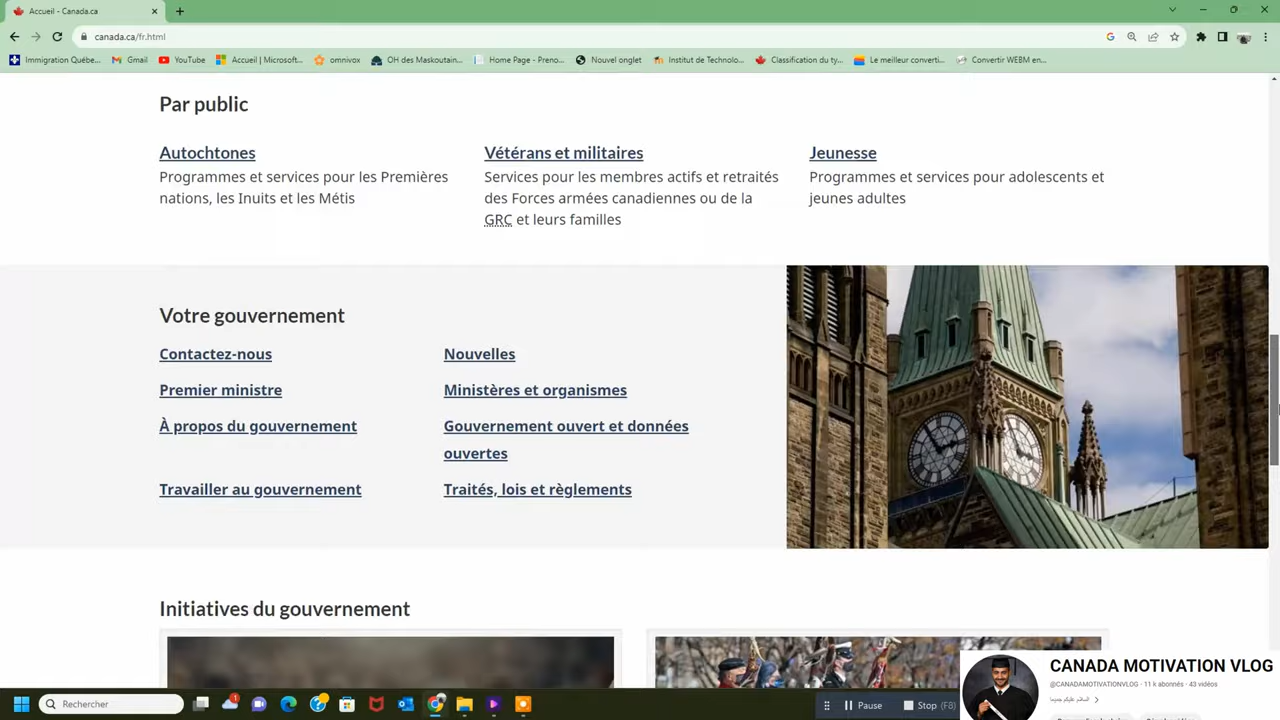 Accueil - Canada.ca
canada.ca/fr.html
Immigration Québe...
Gmail
YouTube
Accueil | Microsoft...
omnivox
OH des Maskoutain...
Home Page - Preno...
Nouvel onglet
Institut de Technolo...
Classification du ty...
Le meilleur converti...
Convertir WEBM en...
Par public
Autochtones
Programmes et services pour les Premières
nations, les Inuits et les Métis
Vétérans et militaires
Services pour les membres actifs et retraités
des Forces armées canadiennes ou de la
GRC et leurs familles
Jeunesse
Programmes et services pour adolescents et
jeunes adultes
Votre gouvernement
Contactez-nous
Nouvelles
Premier ministre
Ministères et organismes
À propos du gouvernement
Gouvernement ouvert et données
ouvertes
Travailler au gouvernement
Traités, lois et règlements
Initiatives du gouvernement
CANADA MOTIVATION VLOG
@CANADAMOTIVATIONVLOG · 11 k abonnés · 43 vidéos
Rechercher
1
Pause
Stop (F8)